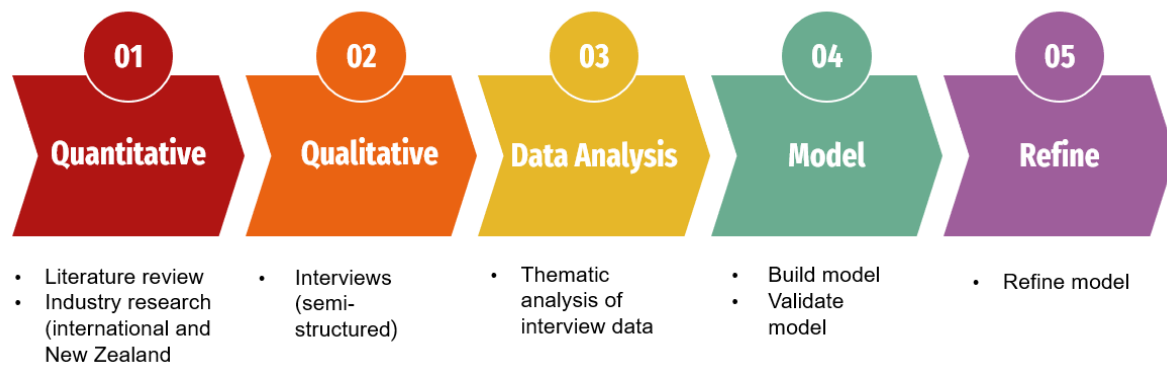 01
Quantitative
• Literature review
• Industry research
(international and
New Zealand
02
Qualitative
• Interviews
(semi-
structured)
03
Data Analysis
• Thematic
analysis of
interview data
04
Model
• Build model
• Validate
model
05
Refine
• Refine model